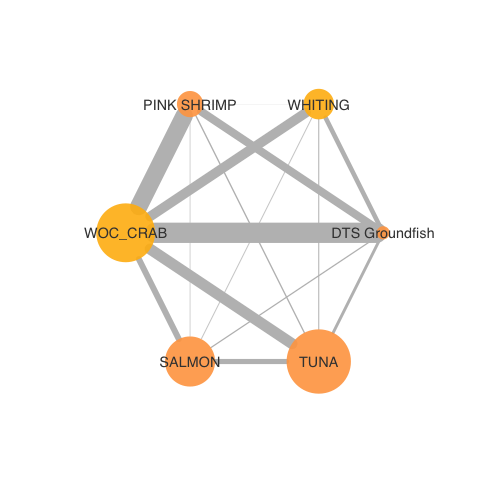 PINK SHRIMP
WHITING
WOC_CRAB
DTS Groundfish
SALMON
TUNA